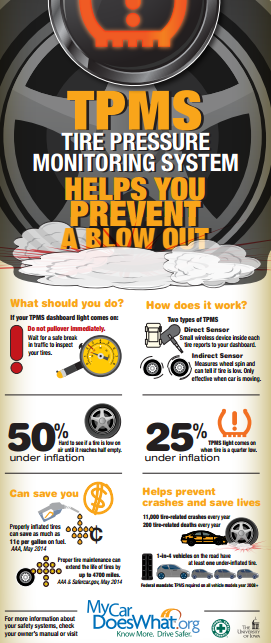 TPMS
TIRE PRESSURE
MONITORING SYSTEM
HELPS YOU
PREVENT
A BLOW OUT
What should you do?
If your TPMS dashboard light comes on:
Do not pullover immediately.
Wait for a safe break
in traffic to inspect
your tires.
How does it work?
Two types of TPMS
Direct Sensor
Small wireless device inside each
tire reports to your dashboard.
Indirect Sensor
Measures wheel spin and
can tell if tire is low. Only
effective when car is moving.
50%
Hard to see if a tire is low on
air until it reaches half empty.
under inflation
25%
TPMS light comes on
when tire is a quarter low.
under inflation
Can save you
Properly inflated tires
can save as much as
11¢ per gallon on fuel.
AAA, May 2014
Proper tire maintenance can
extend the life of tires by
up to 4700 miles.
AAA & Safercar.gov, May 2014
Helps prevent
crashes and save lives
11,000 tire-related crashes every year
200 tire-related deaths every year
1-in-4 vehicles on the road have
at least one under-inflated tire.
Federal mandate: TPMS required on all vehicle models year 2008+
For more information about
your safety systems, check
your owner's manual or visit
MyCar
DoesWhat.org
Know More. Drive Safer.
THE
UNIVERSITY
OF IOWA